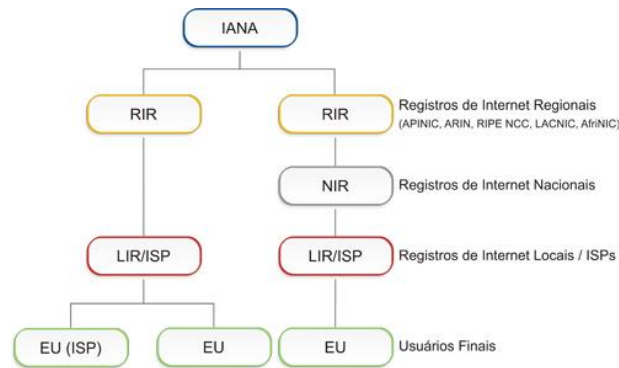 IANA
RIR
RIR
Registros de Internet Regionais
(APINIC, ARIN, RIPE NCC, LACNIC, AfriNIC)
NIR
Registros de Internet Nacionais
LIR/ISP
LIR/ISP
Registros de Internet Locais / ISPs
EU (ISP)
EU
EU
Usuários Finais